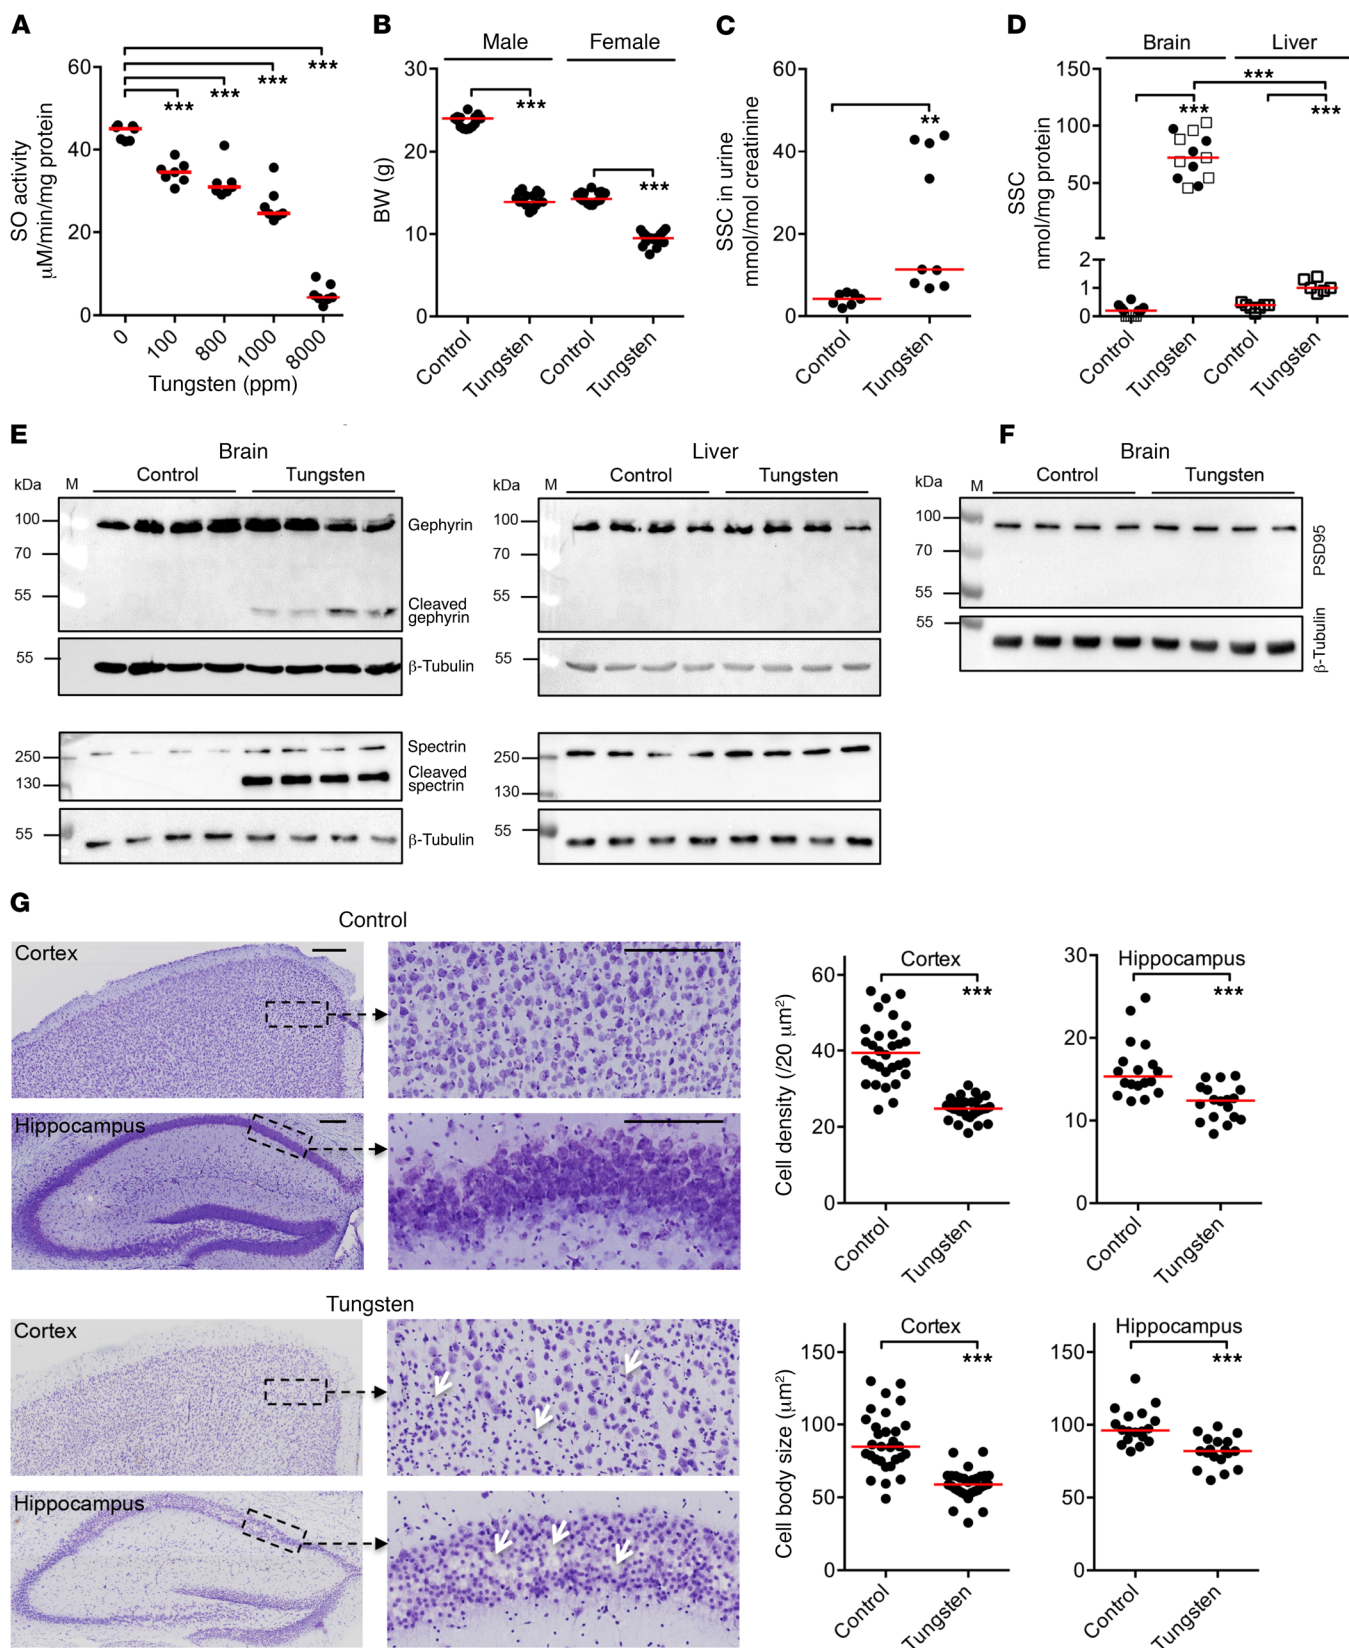 A
60
40
20
0
SO activity
μM/min/mg protein
***
***
***
***
0
100
800
1000
8000
Tungsten (ppm)
B
Male
Female
30
20
10
0
BW (g)
***
***
Control
Tungsten
Control
Tungsten
C
60
40
20
0
SSC in urine
mmol/mol creatinine
**
Control
Tungsten
D
Brain
Liver
150
100
50
2
1
0
SSC
nmol/mg protein
***
***
***
Control
Tungsten
Control
Tungsten
E
Brain
Control
Tungsten
kDa
M
100
70
55
Gephyrin
Cleaved
gephyrin
55
β-Tubulin
250
130
Spectrin
Cleaved
spectrin
55
β-Tubulin
Liver
Control
Tungsten
kDa
M
100
70
55
55
250
130
55
F
Brain
Control
Tungsten
kDa
M
100
70
55
PSD95
55
β-Tubulin
G
Control
Cortex
Hippocampus
Tungsten
Cortex
Hippocampus
Cortex
***
60
40
20
0
Cell density (/20 μm²)
Control
Tungsten
Hippocampus
***
30
20
10
0
Control
Tungsten
Cortex
***
150
100
50
0
Cell body size (μm²)
Control
Tungsten
Hippocampus
***
150
100
50
0
Control
Tungsten